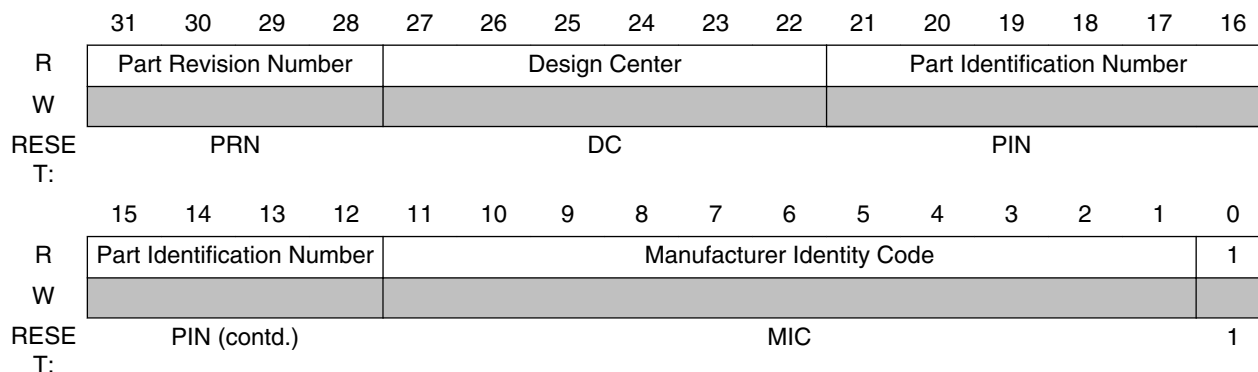 31 30 29 28 27 26 25 24 23 22 21 20 19 18 17 16
R Part Revision Number Design Center Part Identification Number
W
RESE PRN DC PIN
T:
15 14 13 12 11 10 9 8 7 6 5 4 3 2 1 0
R Part Identification Number Manufacturer Identity Code 1
W
RESE PIN (contd.) MIC 1
T: